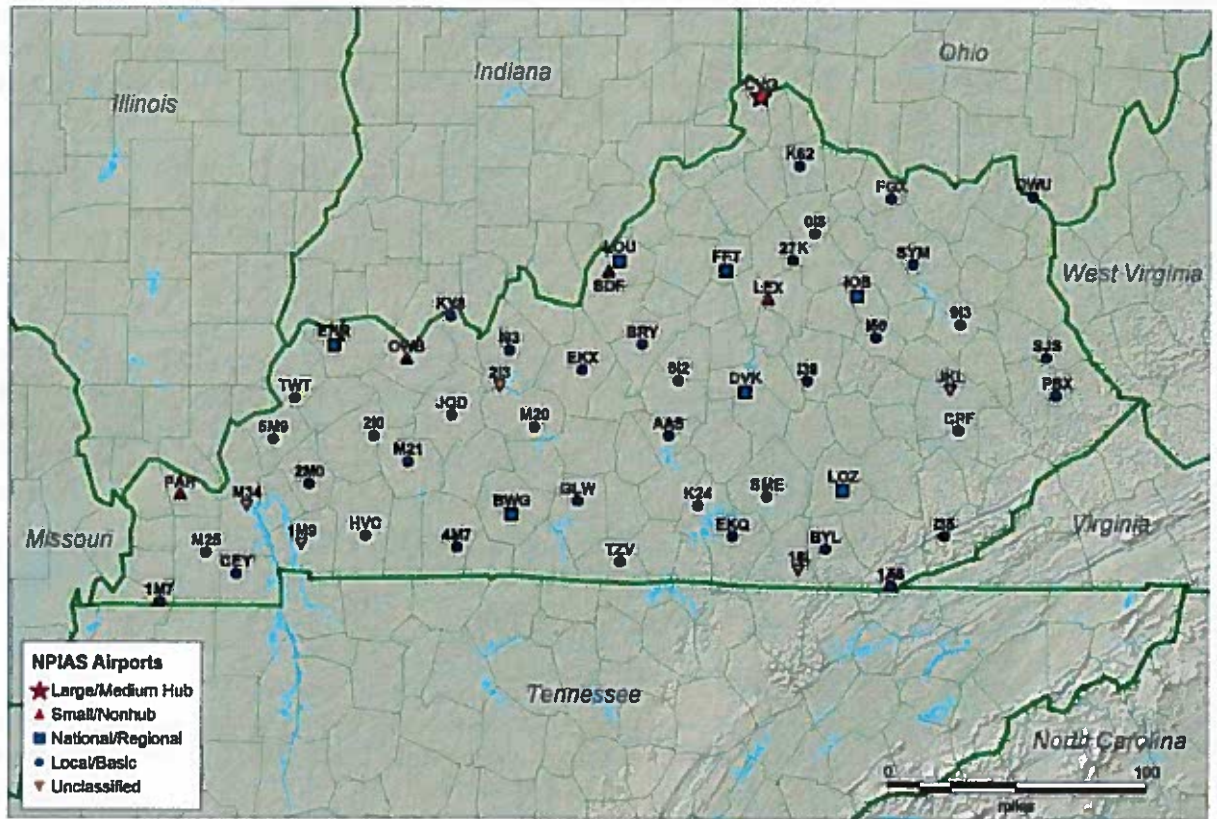 Ohio
Indiana
Illinois
K62
FGX
DWU
0I8
LOU
27K
FFT
SYM
West Virginia
SDF
LEX
IOB
KY8
9I3
EHR
I93
BRY
I50
OWB
EKX
SJS
2I3
6I2
DVK
I39
JKL
PBX
TWT
JQD
M20
CPF
5M9
2I0
AAS
M21
2M0
PAH
M34
GLW
K24
SME
LOZ
BWG
Missouri
1M9
HVC
EKQ
I35
Virginia
M25
4M7
TZV
BYL
CEY
1A6
1M7
NPIAS Airports
Large/Medium Hub
Small/Nonhub
National/Regional
Local/Basic
Unclassified
Tennessee
North Carolina
0
100
miles